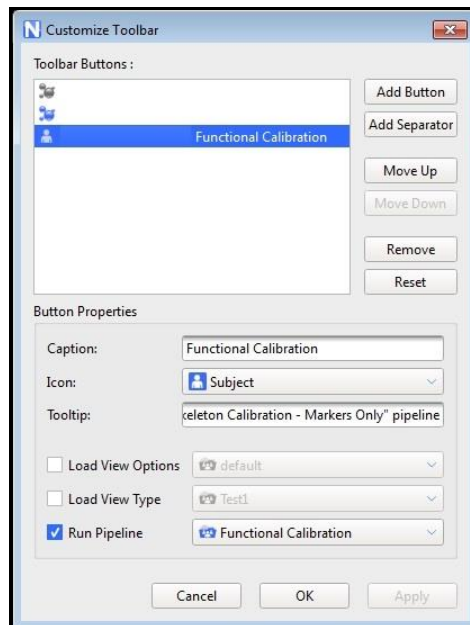 Customize Toolbar
Toolbar Buttons :
Functional Calibration
Add Button
Add Separator
Move Up
Move Down
Remove
Reset
Button Properties
Caption: Functional Calibration
Icon: Subject
Tooltip: keleton Calibration - Markers Only" pipeline
Load View Options default
Load View Type Test1
Run Pipeline Functional Calibration
Cancel OK Apply